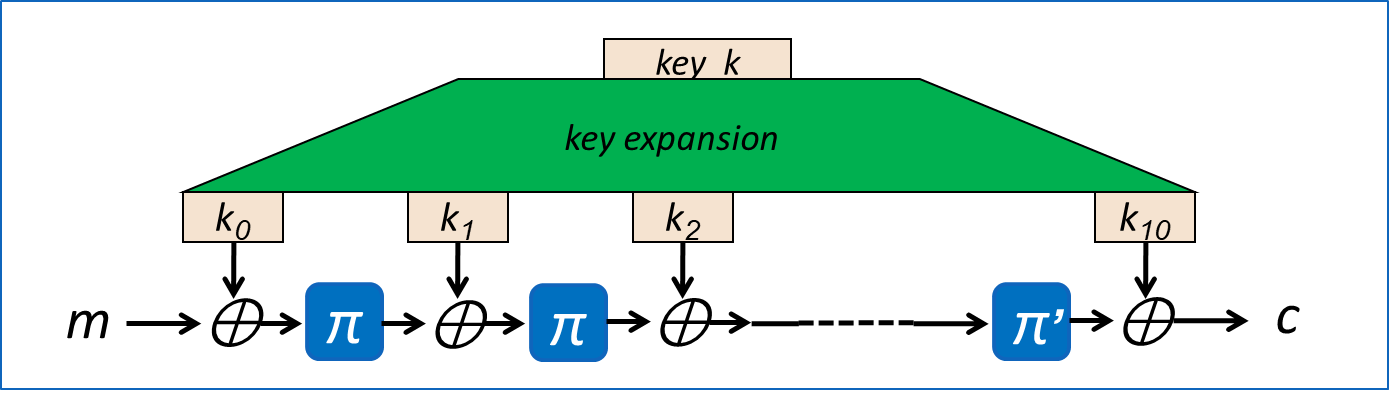 key k
key expansion
k0 k1 k2 k10
m π π π’ c